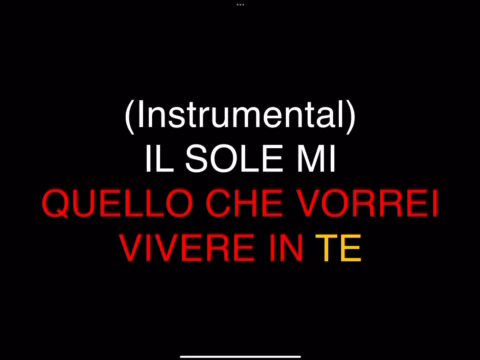 (Instrumental)
IL SOLE MI
QUELLO CHE VORREI
VIVERE IN TE